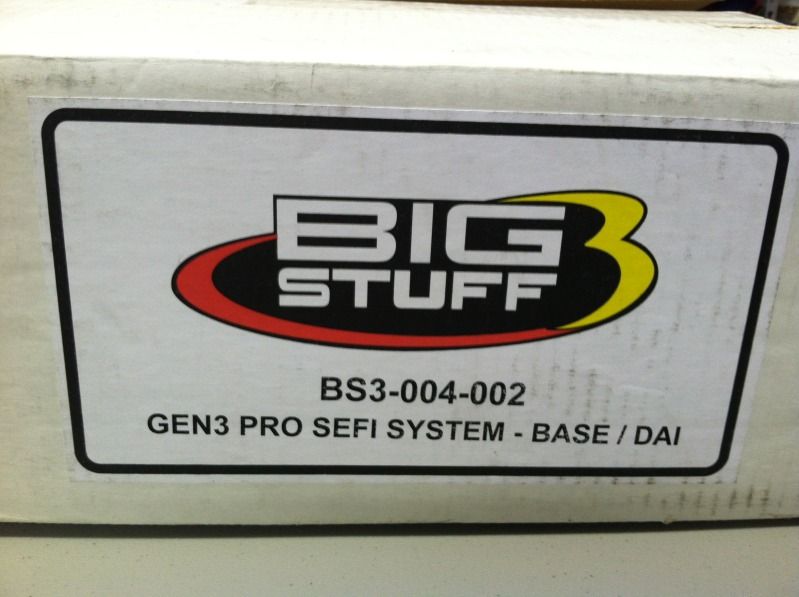 BIG 3
STUFF
BS3-004-002
GEN3 PRO SEFI SYSTEM - BASE / DAI